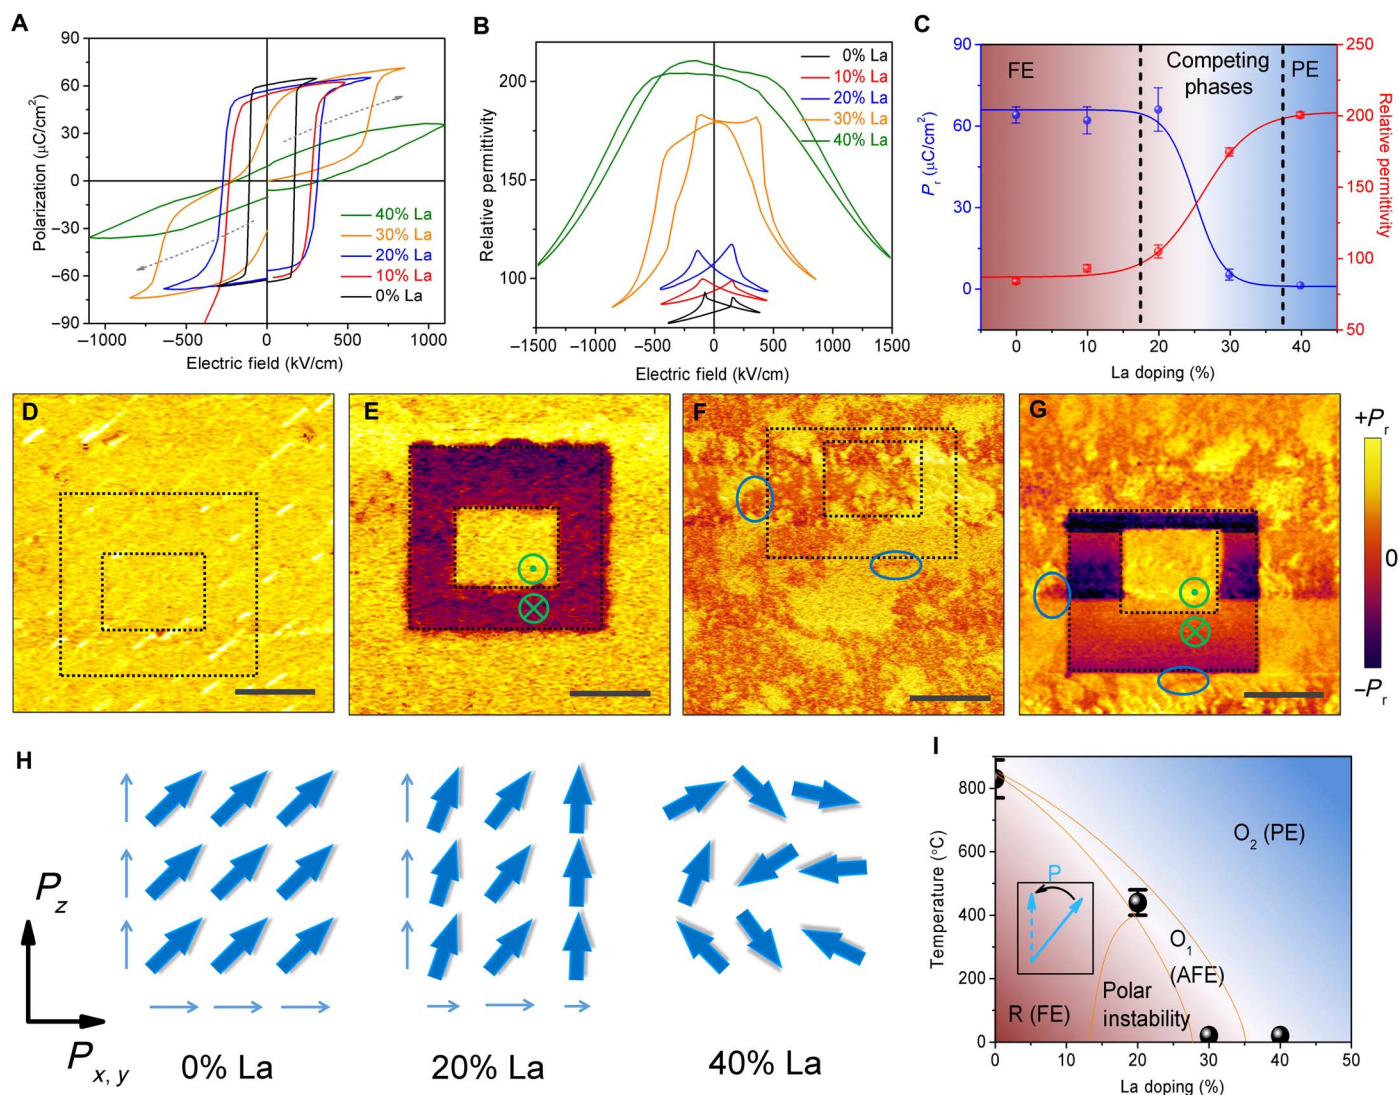 A
90
60
30
0
−30
−60
−90
Polarization (μC/cm²)
−1000
−500
0
500
1000
Electric field (kV/cm)
40% La
30% La
20% La
10% La
0% La
B
200
150
100
Relative permittivity
−1500
−1000
−500
0
500
1000
1500
Electric field (kV/cm)
0% La
10% La
20% La
30% La
40% La
C
90
60
30
0
Pr (μC/cm²)
FE
Competing
phases
PE
250
200
150
100
50
Relative permittivity
0
10
20
30
40
La doping (%)
D
E
F
G
+Pr
0
−Pr
H
Pz
Px, y
0% La
20% La
40% La
I
800
600
400
200
0
Temperature (°C)
P
O2 (PE)
O1
(AFE)
Polar
instability
R (FE)
0
10
20
30
40
50
La doping (%)